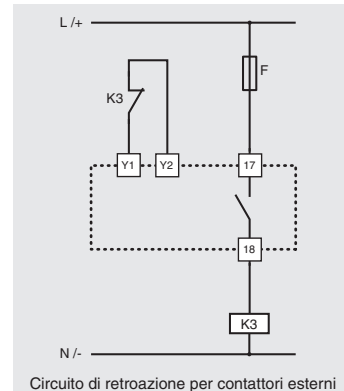 L /+
F
K3
Y1 Y2 17
18
K3
N /-
Circuito di retroazione per contattori esterni